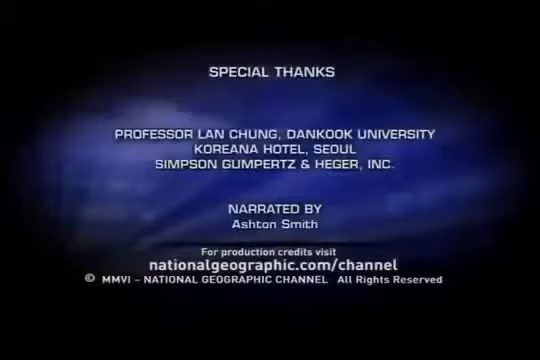 SPECIAL THANKS
PROFESSOR LAN CHUNG, DANKOOK UNIVERSITY
KOREANA HOTEL, SEOUL
SIMPSON GUMPERTZ & HEGER, INC.
NARRATED BY
Ashton Smith
For production credits visit
nationalgeographic.com/channel
© MMVI – NATIONAL GEOGRAPHIC CHANNEL All Rights Reserved